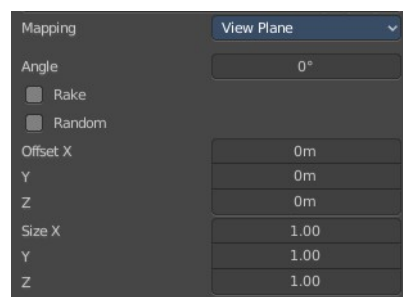 Mapping View Plane
Angle 0°
Rake
Random
Offset X 0m
Y 0m
Z 0m
Size X 1.00
Y 1.00
Z 1.00